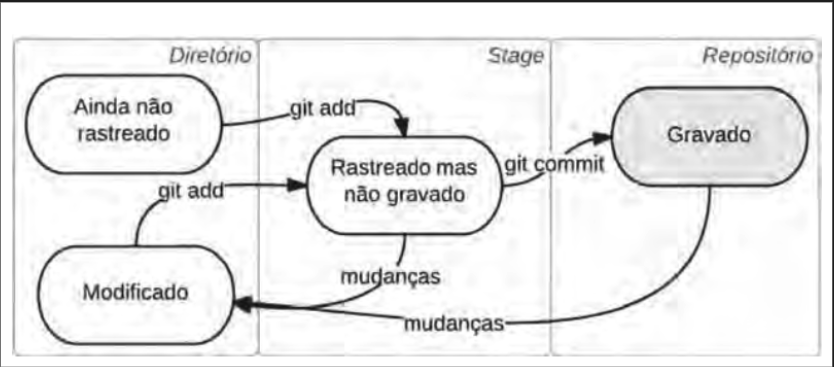 Diretório
Stage
Repositório
Ainda não
rastreado
git add
Rastreado mas
não gravado
git commit
Gravado
git add
Modificado
mudanças
mudanças